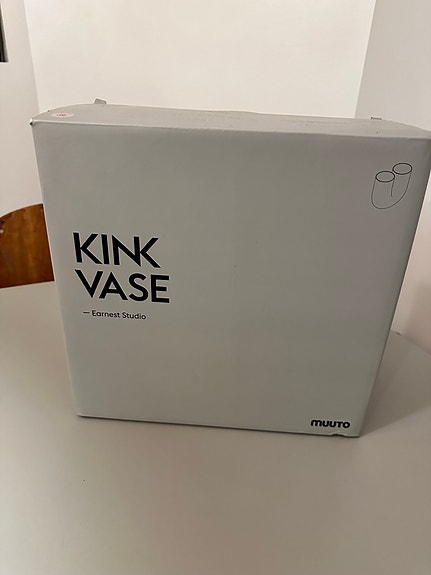 KINK
VASE
— Earnest Studio
muuto